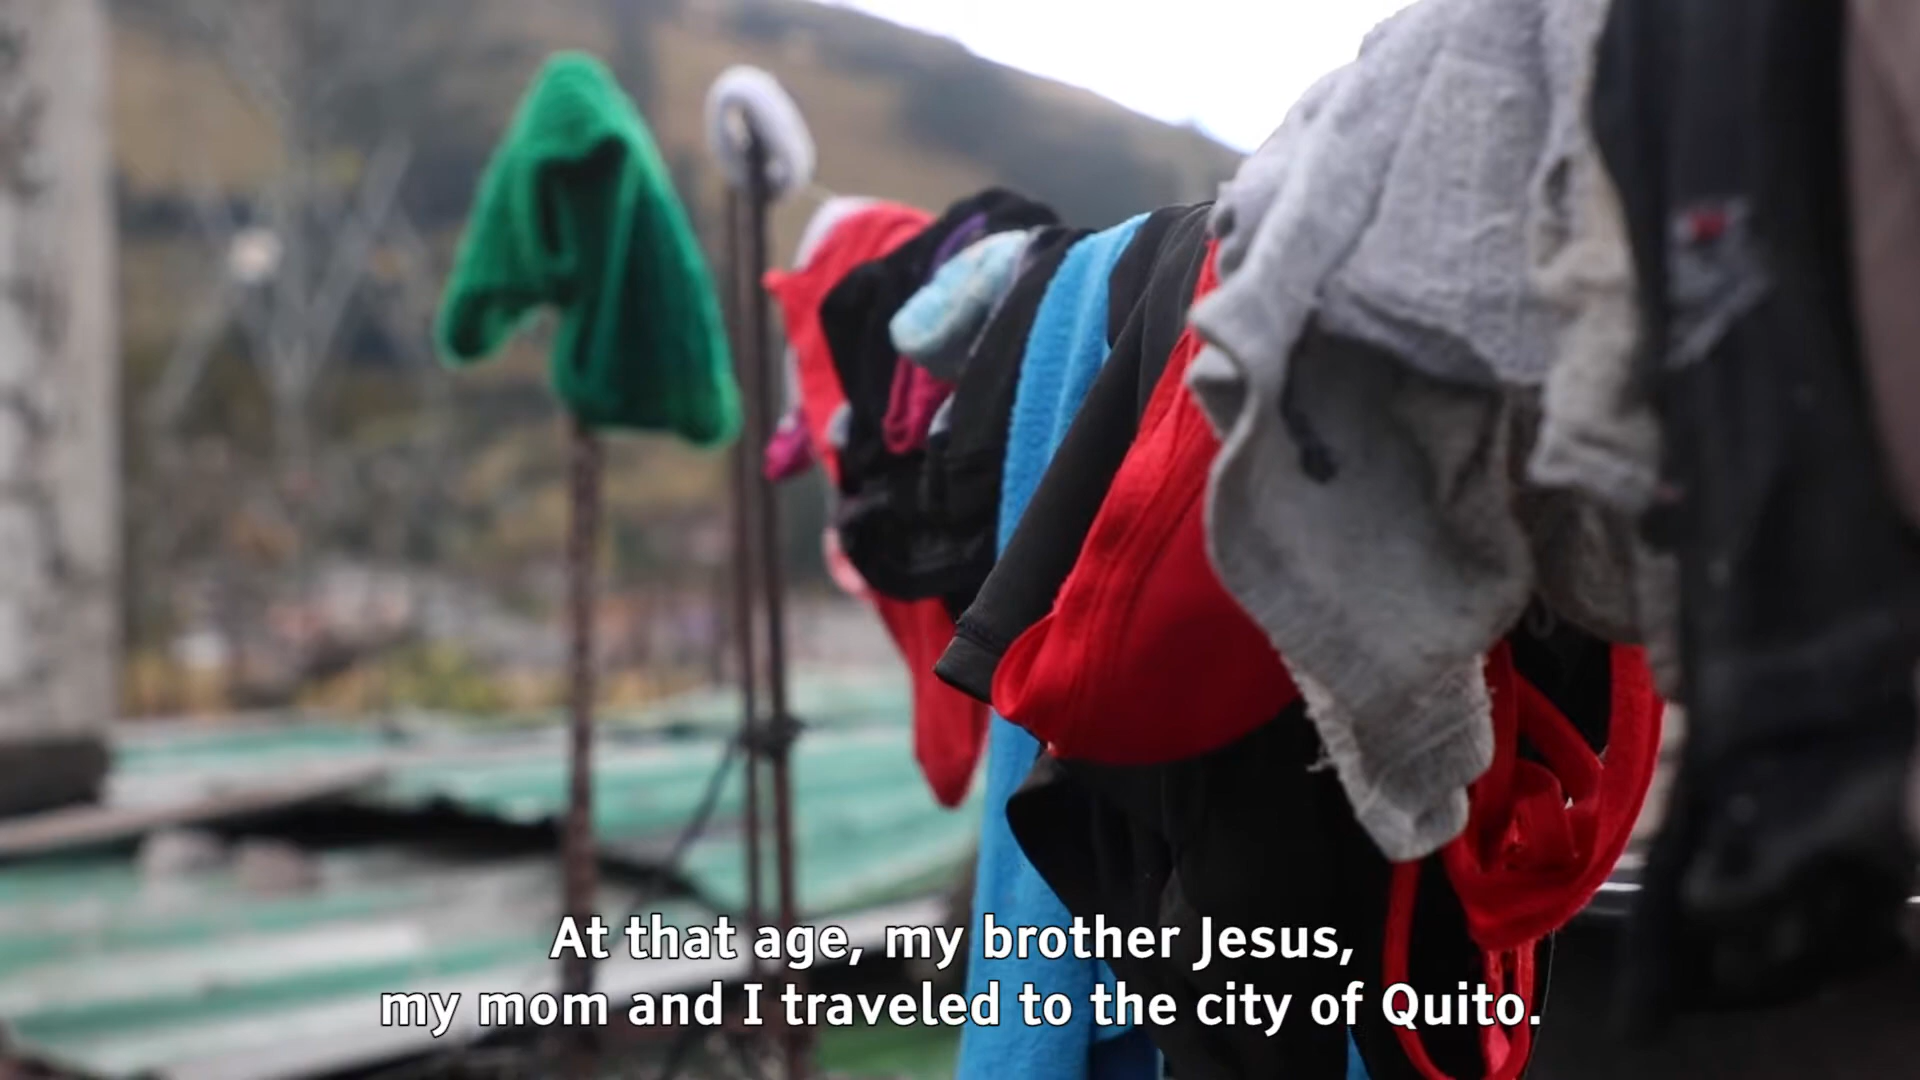 At that age, my brother Jesus,
my mom and I traveled to the city of Quito.